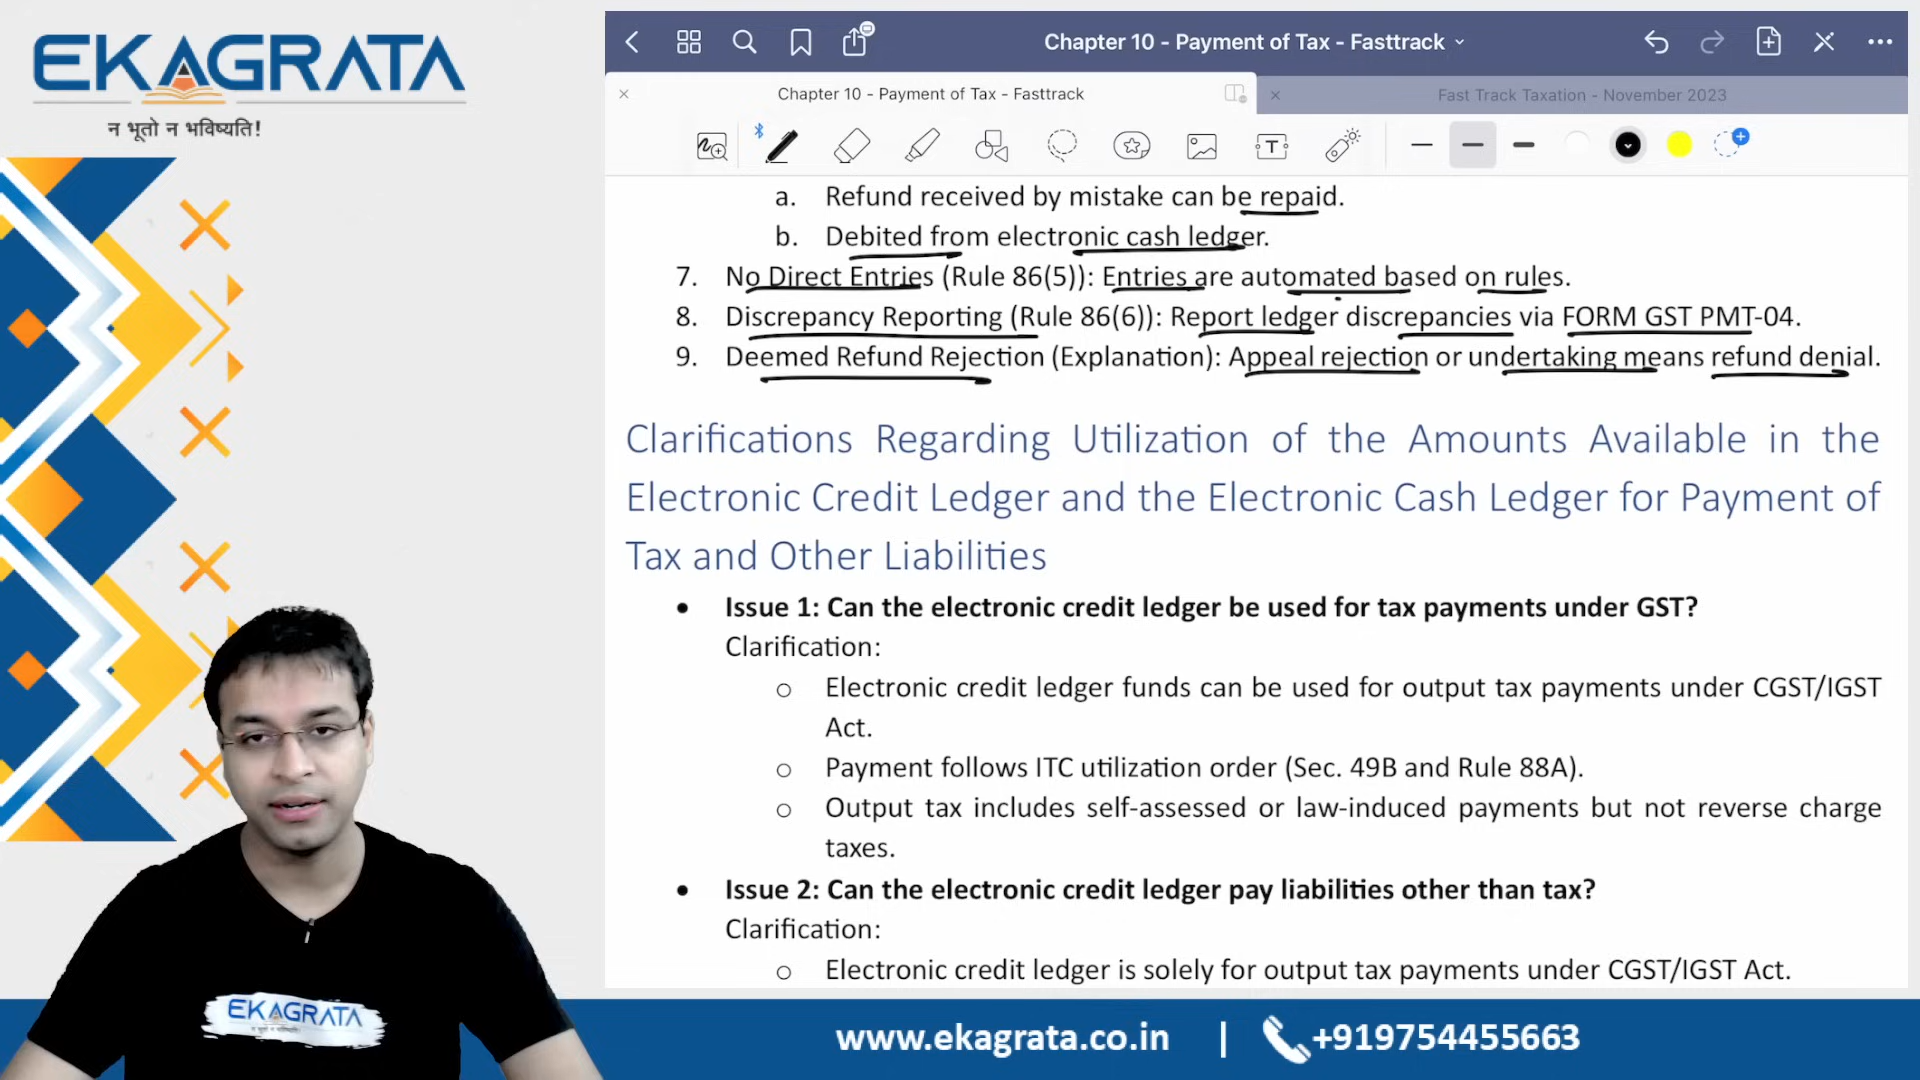 EKAGRATA
न भूतो न भविष्यति!
Chapter 10 - Payment of Tax - Fasttrack
Chapter 10 - Payment of Tax - Fasttrack
Fast Track Taxation - November 2023
T
a. Refund received by mistake can be repaid.
b. Debited from electronic cash ledger.
7. No Direct Entries (Rule 86(5)): Entries are automated based on rules.
8. Discrepancy Reporting (Rule 86(6)): Report ledger discrepancies via FORM GST PMT-04.
9. Deemed Refund Rejection (Explanation): Appeal rejection or undertaking means refund denial.
Clarifications Regarding Utilization of the Amounts Available in the
Electronic Credit Ledger and the Electronic Cash Ledger for Payment of
Tax and Other Liabilities
• Issue 1: Can the electronic credit ledger be used for tax payments under GST?
Clarification:
o Electronic credit ledger funds can be used for output tax payments under CGST/IGST
Act.
o Payment follows ITC utilization order (Sec. 49B and Rule 88A).
o Output tax includes self-assessed or law-induced payments but not reverse charge
taxes.
• Issue 2: Can the electronic credit ledger pay liabilities other than tax?
Clarification:
o Electronic credit ledger is solely for output tax payments under CGST/IGST Act.
EKAGRATA
www.ekagrata.co.in | +919754455663